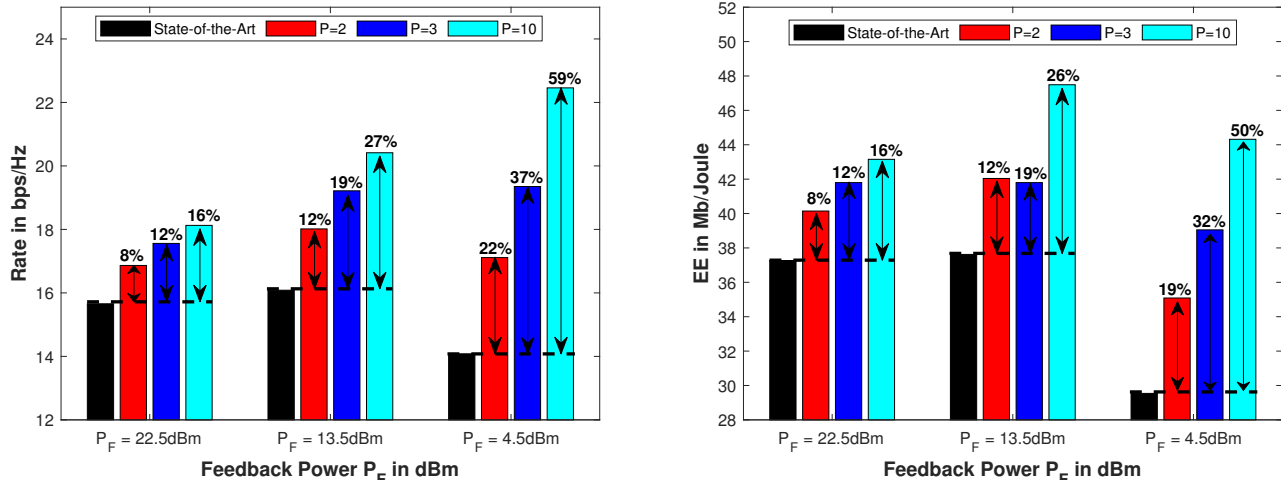 State-of-the-Art P=2 P=3 P=10
24
22
20
18
16
14
12
Rate in bps/Hz
8% 12% 16%
12% 19% 27%
22% 37% 59%
P_F = 22.5dBm P_F = 13.5dBm P_F = 4.5dBm
Feedback Power P_F in dBm
State-of-the-Art P=2 P=3 P=10
52
50
48
46
44
42
40
38
36
34
32
30
28
EE in Mb/Joule
8% 12% 16%
12% 19% 26%
19% 32% 50%
P_F = 22.5dBm P_F = 13.5dBm P_F = 4.5dBm
Feedback Power P_F in dBm